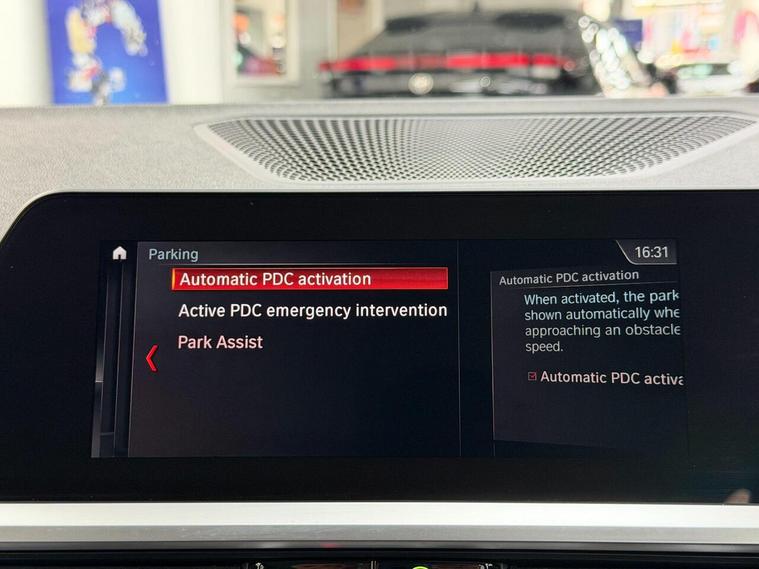 Parking
16:31
Automatic PDC activation
Active PDC emergency intervention
Park Assist
Automatic PDC activation
When activated, the park
shown automatically whe
approaching an obstacle
speed.
Automatic PDC activa